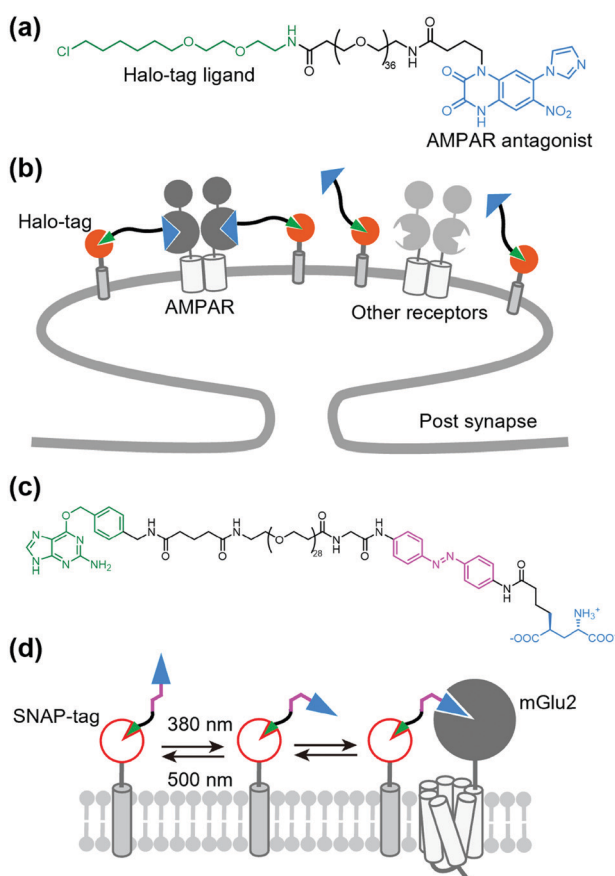 (a)
Cl
O
O
H
N
O
O
36
N
H
O
N
N
N
O
O
N
H
NO2
Halo-tag ligand
AMPAR antagonist
(b)
Halo-tag
AMPAR
Other receptors
Post synapse
(c)
O
N
N
N
H
N
NH2
H
N
O
O
H
N
O
28
O
N
H
O
H
N
N
N
N
H
O
NH3+
-OOC
COO-
(d)
SNAP-tag
380 nm
500 nm
mGlu2